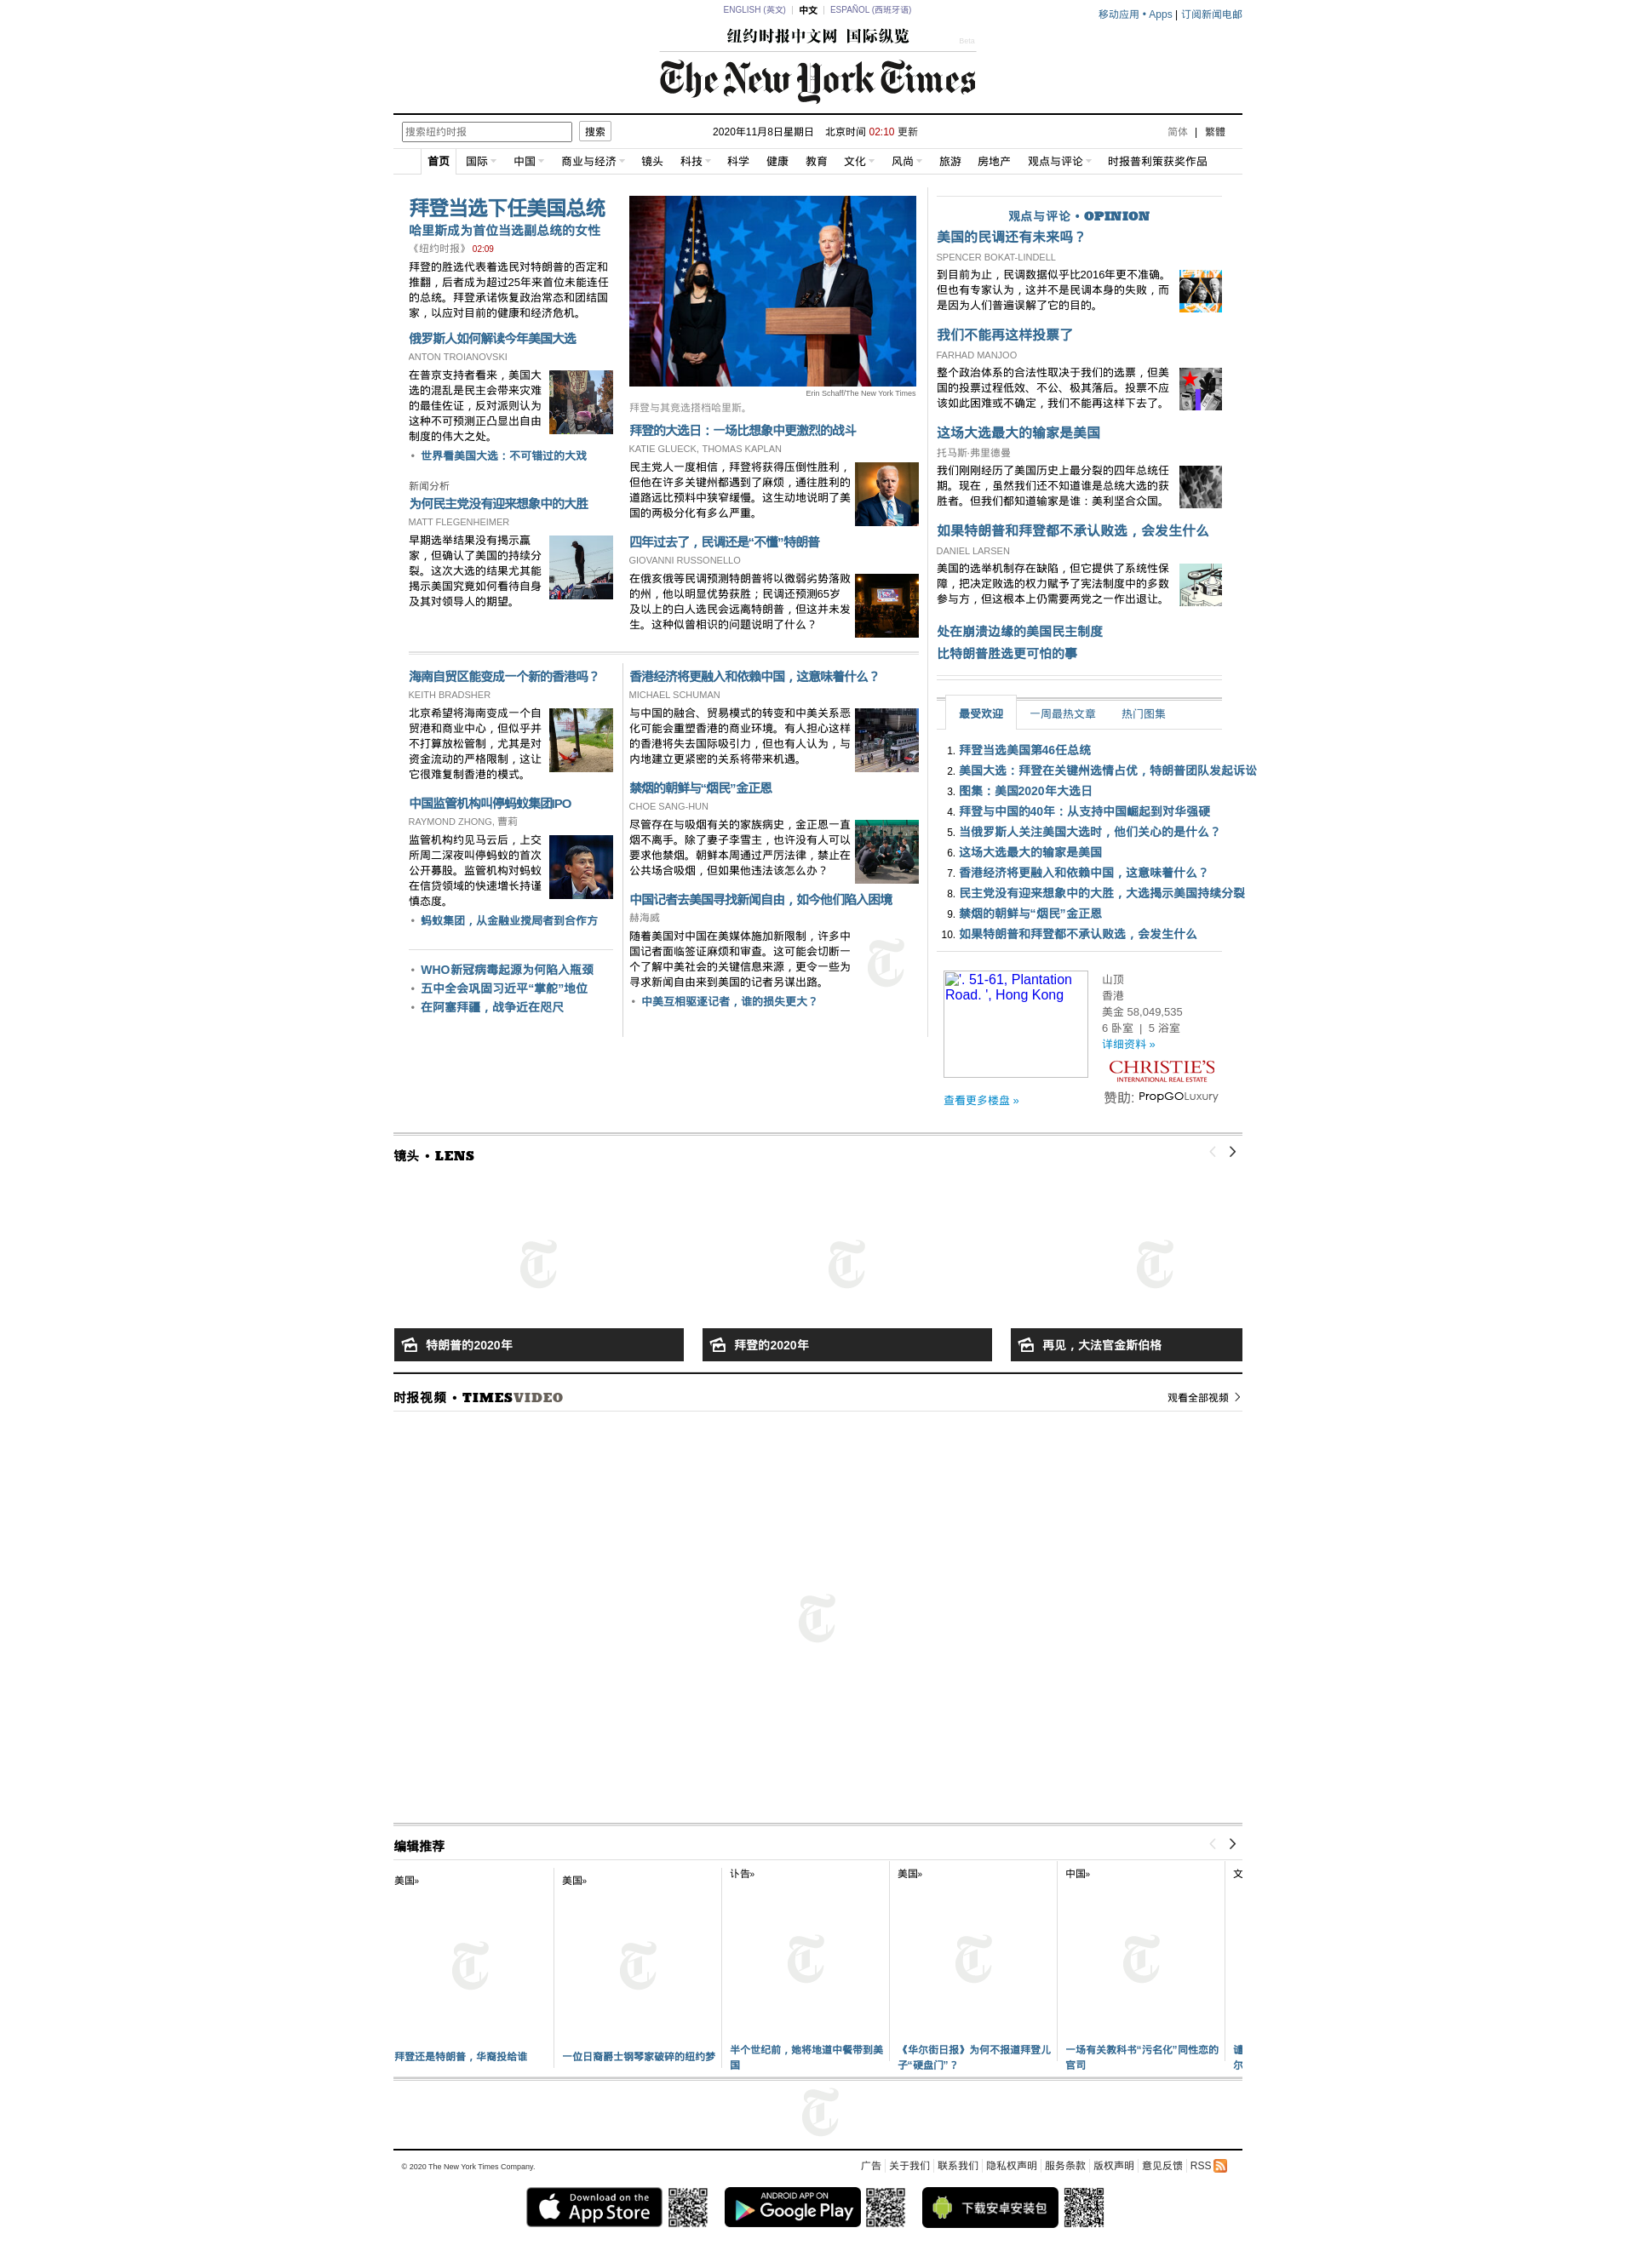 ENGLISH (英文) | 中文 | ESPAÑOL (西班牙语)
移动应用 • Apps | 订阅新闻电邮
纽约时报中文网 国际纵览
Beta
The New York Times
搜索纽约时报 搜索
2020年11月8日星期日 北京时间 02:10 更新
简体 | 繁體
首页 国际 中国 商业与经济 镜头 科技 科学 健康 教育 文化 风尚 旅游 房地产 观点与评论 时报普利策获奖作品
拜登当选下任美国总统
哈里斯成为首位当选副总统的女性
《纽约时报》 02:09
拜登的胜选代表着选民对特朗普的否定和
推翻，后者成为超过25年来首位未能连任
的总统。拜登承诺恢复政治常态和团结国
家，以应对目前的健康和经济危机。
俄罗斯人如何解读今年美国大选
ANTON TROIANOVSKI
在普京支持者看来，美国大
选的混乱是民主会带来灾难
的最佳佐证，反对派则认为
这种不可预测正凸显出自由
制度的伟大之处。
• 世界看美国大选：不可错过的大戏
新闻分析
为何民主党没有迎来想象中的大胜
MATT FLEGENHEIMER
早期选举结果没有揭示赢
家，但确认了美国的持续分
裂。这次大选的结果尤其能
揭示美国究竟如何看待自身
及其对领导人的期望。
Erin Schaff/The New York Times
拜登与其竞选搭档哈里斯。
拜登的大选日：一场比想象中更激烈的战斗
KATIE GLUECK, THOMAS KAPLAN
民主党人一度相信，拜登将获得压倒性胜利，
但他在许多关键州都遇到了麻烦，通往胜利的
道路远比预料中狭窄缓慢。这生动地说明了美
国的两极分化有多么严重。
四年过去了，民调还是“不懂”特朗普
GIOVANNI RUSSONELLO
在俄亥俄等民调预测特朗普将以微弱劣势落败
的州，他以明显优势获胜；民调还预测65岁
及以上的白人选民会远离特朗普，但这并未发
生。这种似曾相识的问题说明了什么？
海南自贸区能变成一个新的香港吗？
KEITH BRADSHER
北京希望将海南变成一个自
贸港和商业中心，但似乎并
不打算放松管制，尤其是对
资金流动的严格限制，这让
它很难复制香港的模式。
中国监管机构叫停蚂蚁集团IPO
RAYMOND ZHONG, 曹莉
监管机构约见马云后，上交
所周二深夜叫停蚂蚁的首次
公开募股。监管机构对蚂蚁
在信贷领域的快速增长持谨
慎态度。
• 蚂蚁集团，从金融业搅局者到合作方
• WHO新冠病毒起源为何陷入瓶颈
• 五中全会巩固习近平“掌舵”地位
• 在阿塞拜疆，战争近在咫尺
香港经济将更融入和依赖中国，这意味着什么？
MICHAEL SCHUMAN
与中国的融合、贸易模式的转变和中美关系恶
化可能会重塑香港的商业环境。有人担心这样
的香港将失去国际吸引力，但也有人认为，与
内地建立更紧密的关系将带来机遇。
禁烟的朝鲜与“烟民”金正恩
CHOE SANG-HUN
尽管存在与吸烟有关的家族病史，金正恩一直
烟不离手。除了妻子李雪主，也许没有人可以
要求他禁烟。朝鲜本周通过严厉法律，禁止在
公共场合吸烟，但如果他违法该怎么办？
中国记者去美国寻找新闻自由，如今他们陷入困境
赫海威
随着美国对中国在美媒体施加新限制，许多中
国记者面临签证麻烦和审查。这可能会切断一
个了解中美社会的关键信息来源，更令一些为
寻求新闻自由来到美国的记者另谋出路。
• 中美互相驱逐记者，谁的损失更大？
观点与评论 • OPINION
美国的民调还有未来吗？
SPENCER BOKAT-LINDELL
到目前为止，民调数据似乎比2016年更不准确。
但也有专家认为，这并不是民调本身的失败，而
是因为人们普遍误解了它的目的。
我们不能再这样投票了
FARHAD MANJOO
整个政治体系的合法性取决于我们的选票，但美
国的投票过程低效、不公、极其落后。投票不应
该如此困难或不确定，我们不能再这样下去了。
这场大选最大的输家是美国
托马斯·弗里德曼
我们刚刚经历了美国历史上最分裂的四年总统任
期。现在，虽然我们还不知道谁是总统大选的获
胜者。但我们都知道输家是谁：美利坚合众国。
如果特朗普和拜登都不承认败选，会发生什么
DANIEL LARSEN
美国的选举机制存在缺陷，但它提供了系统性保
障，把决定败选的权力赋予了宪法制度中的多数
参与方，但这根本上仍需要两党之一作出退让。
处在崩溃边缘的美国民主制度
比特朗普胜选更可怕的事
最受欢迎 一周最热文章 热门图集
1. 拜登当选美国第46任总统
2. 美国大选：拜登在关键州选情占优，特朗普团队发起诉讼
3. 图集：美国2020年大选日
4. 拜登与中国的40年：从支持中国崛起到对华强硬
5. 当俄罗斯人关注美国大选时，他们关心的是什么？
6. 这场大选最大的输家是美国
7. 香港经济将更融入和依赖中国，这意味着什么？
8. 民主党没有迎来想象中的大胜，大选揭示美国持续分裂
9. 禁烟的朝鲜与“烟民”金正恩
10. 如果特朗普和拜登都不承认败选，会发生什么
'. 51-61, Plantation
Road. ', Hong Kong
山顶
香港
美金 58,049,535
6 卧室 | 5 浴室
详细资料 »
CHRISTIE'S
INTERNATIONAL REAL ESTATE
查看更多楼盘 »
赞助: PropGOLuxury
镜头 • LENS
特朗普的2020年
拜登的2020年
再见，大法官金斯伯格
时报视频 • TIMESVIDEO
观看全部视频
编辑推荐
美国»
拜登还是特朗普，华裔投给谁
美国»
一位日裔爵士钢琴家破碎的纽约梦
讣告»
半个世纪前，她将地道中餐带到美
国
美国»
《华尔街日报》为何不报道拜登儿
子“硬盘门”？
中国»
一场有关教科书“污名化”同性恋的
官司
文
尔
© 2020 The New York Times Company.
广告 | 关于我们 | 联系我们 | 隐私权声明 | 服务条款 | 版权声明 | 意见反馈 | RSS
Download on the
App Store
ANDROID APP ON
Google Play
下载安卓安装包